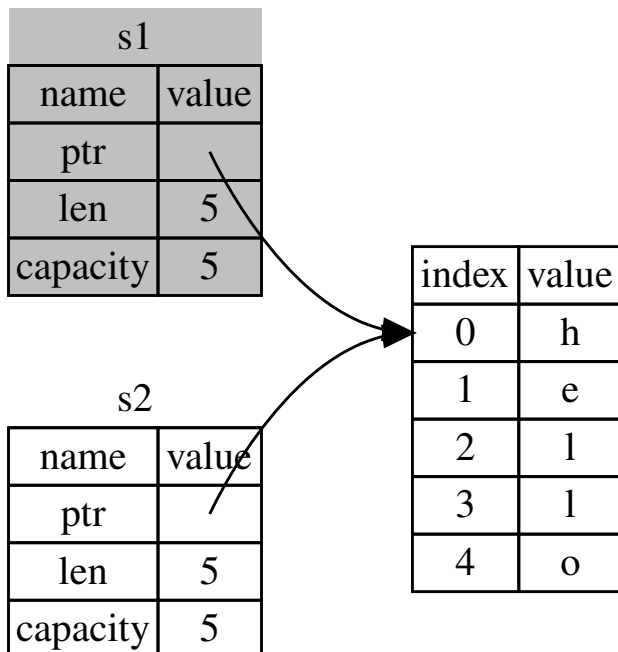 s1
name value
ptr
len 5
capacity 5
s2
name value
ptr
len 5
capacity 5
index value
0 h
1 e
2 l
3 l
4 o